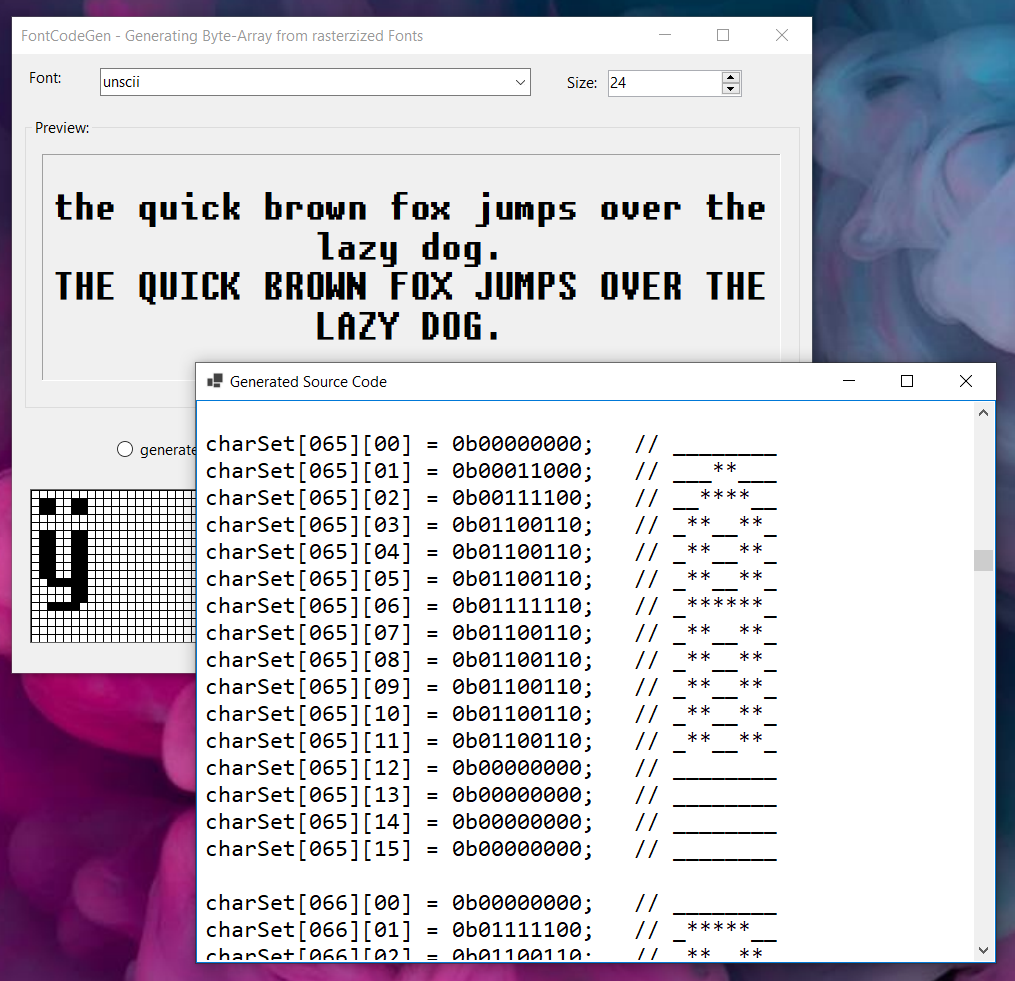 FontCodeGen - Generating Byte-Array from rasterzized Fonts
Font: unscii Size: 24
Preview:
the quick brown fox jumps over the
lazy dog.
THE QUICK BROWN FOX JUMPS OVER THE
LAZY DOG.
generate
ÿ
Generated Source Code
charSet[065][00] = 0b00000000; // ________
charSet[065][01] = 0b00011000; // ___**___
charSet[065][02] = 0b00111100; // __****__
charSet[065][03] = 0b01100110; // _**__**_
charSet[065][04] = 0b01100110; // _**__**_
charSet[065][05] = 0b01100110; // _**__**_
charSet[065][06] = 0b01111110; // _******_
charSet[065][07] = 0b01100110; // _**__**_
charSet[065][08] = 0b01100110; // _**__**_
charSet[065][09] = 0b01100110; // _**__**_
charSet[065][10] = 0b01100110; // _**__**_
charSet[065][11] = 0b01100110; // _**__**_
charSet[065][12] = 0b00000000; // ________
charSet[065][13] = 0b00000000; // ________
charSet[065][14] = 0b00000000; // ________
charSet[065][15] = 0b00000000; // ________
charSet[066][00] = 0b00000000; // ________
charSet[066][01] = 0b01111100; // _*****__
charSet[066][02] = 0b01100110; // _**__**_